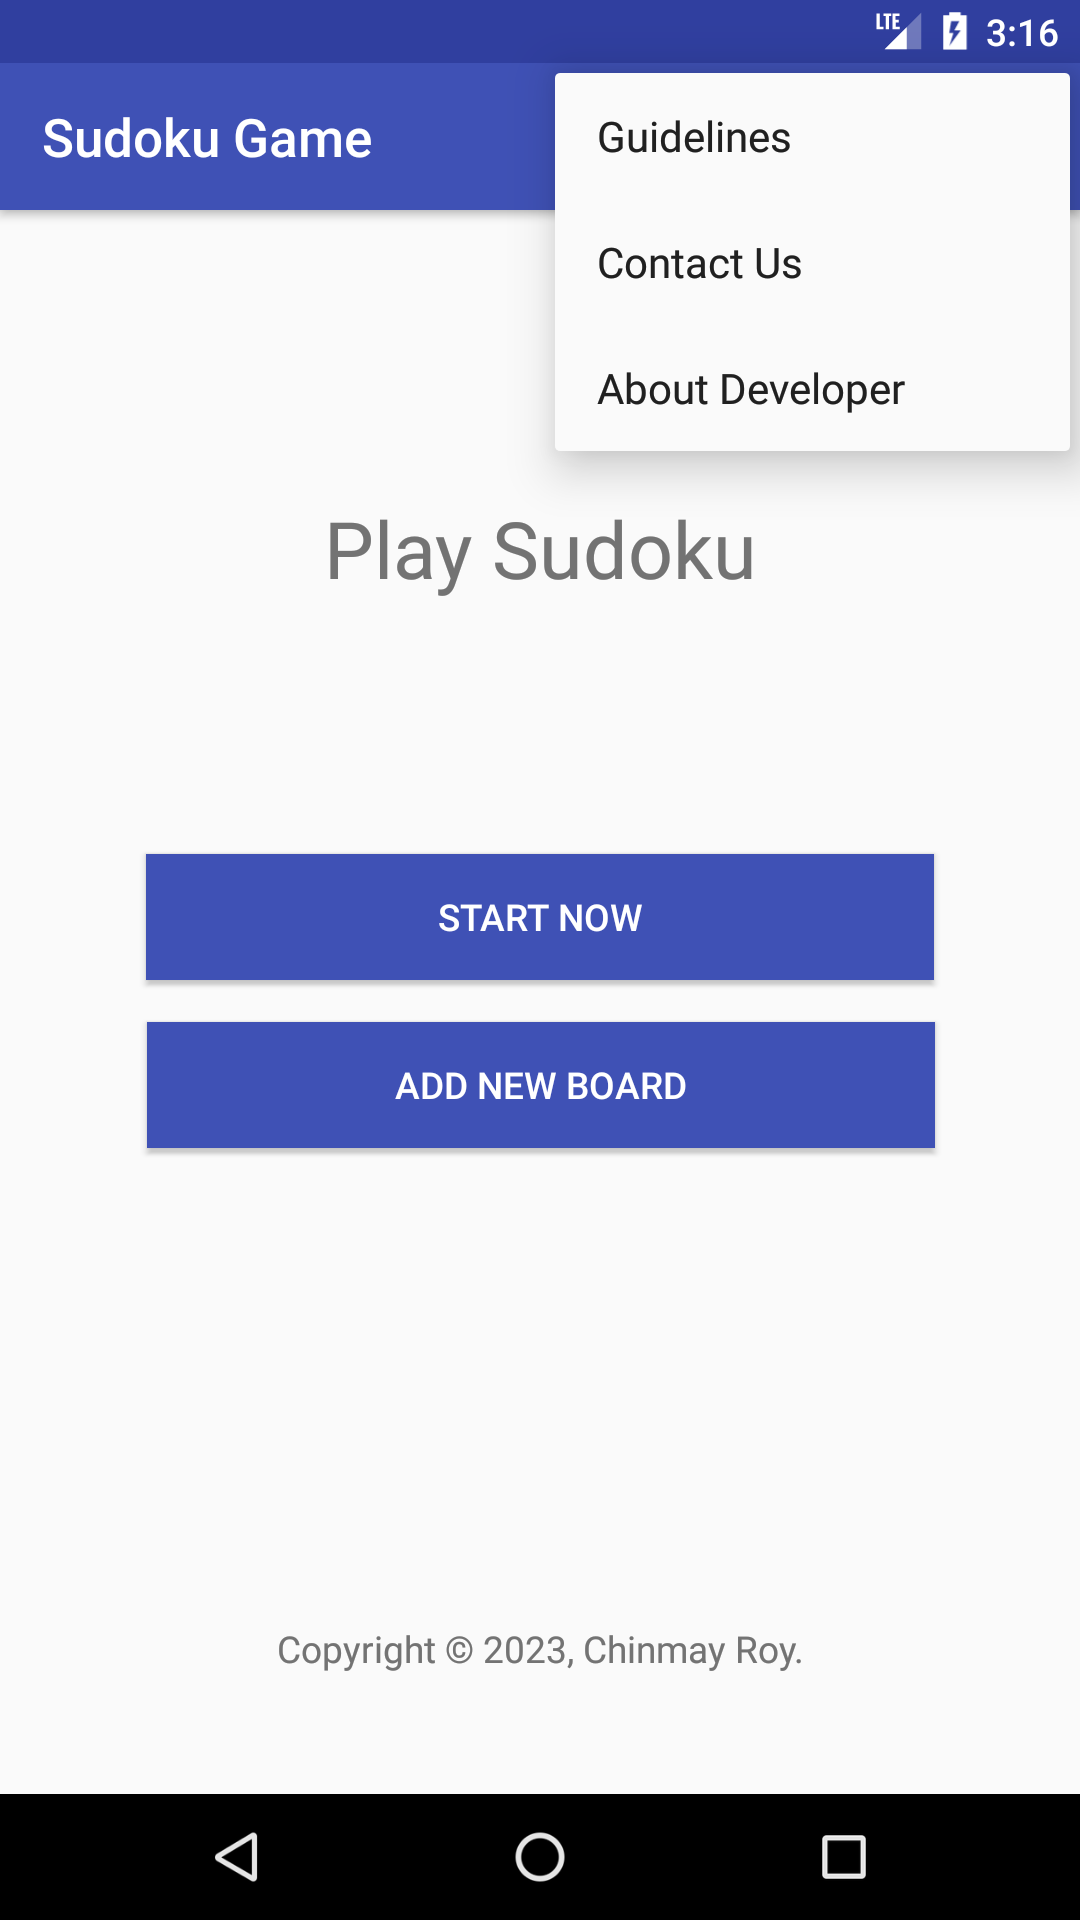 LTE 3:16
Sudoku Game
Guidelines
Contact Us
About Developer
Play Sudoku
START NOW
ADD NEW BOARD
Copyright © 2023, Chinmay Roy.